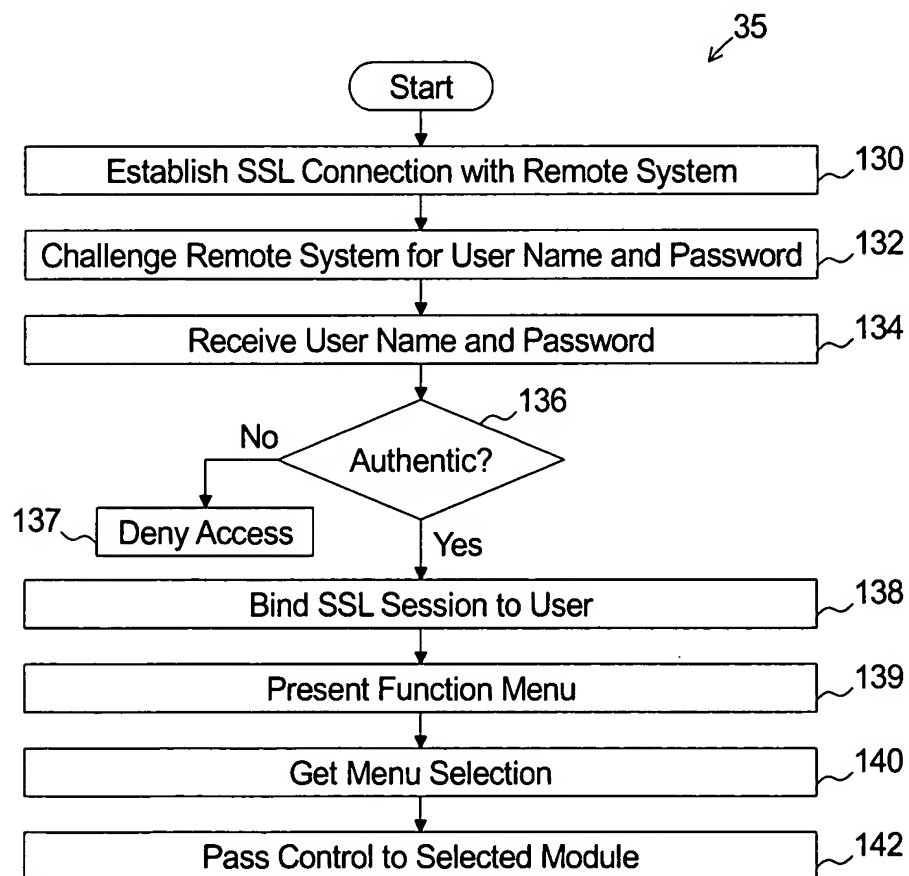 35
Start
Establish SSL Connection with Remote System
130
Challenge Remote System for User Name and Password
132
Receive User Name and Password
134
136
Authentic?
No
137
Deny Access
Yes
Bind SSL Session to User
138
Present Function Menu
139
Get Menu Selection
140
Pass Control to Selected Module
142